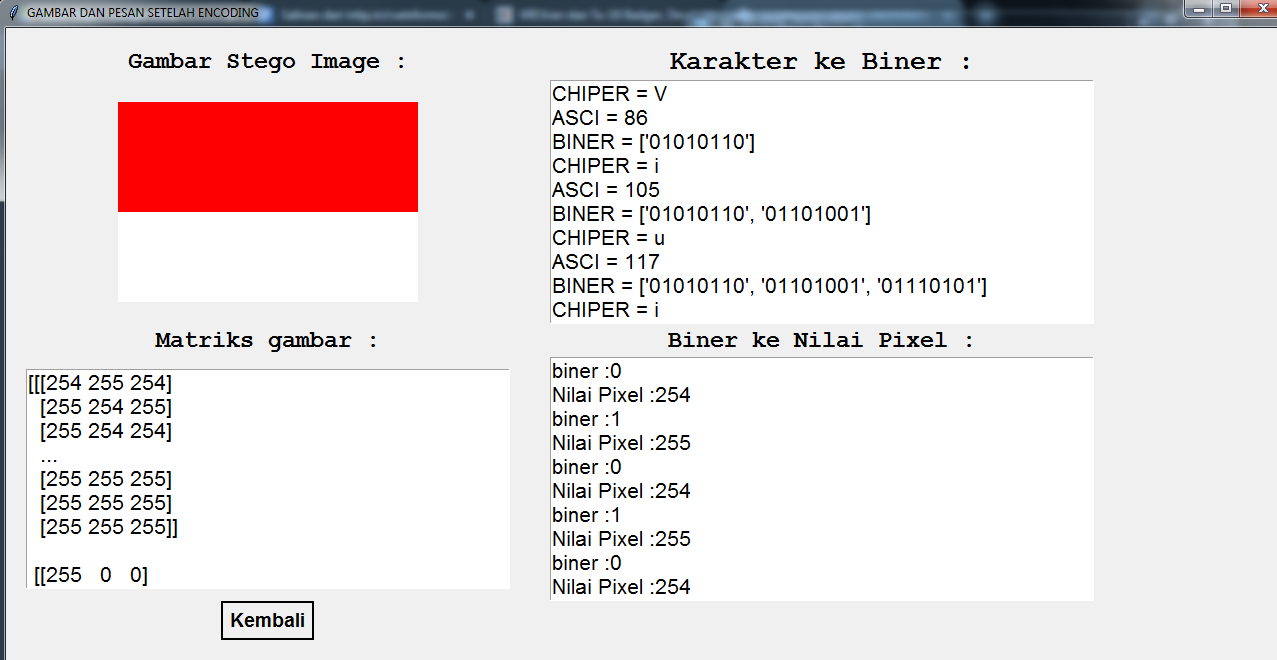 GAMBAR DAN PESAN SETELAH ENCODING
Gambar Stego Image :
Karakter ke Biner :
CHIPER = V
ASCI = 86
BINER = ['01010110']
CHIPER = i
ASCI = 105
BINER = ['01010110', '01101001']
CHIPER = u
ASCI = 117
BINER = ['01010110', '01101001', '01110101']
CHIPER = i
Matriks gambar :
[[[254 255 254]
[255 254 255]
[255 254 254]
...
[255 255 255]
[255 255 255]
[255 255 255]]
[[255 0 0]
Biner ke Nilai Pixel :
biner :0
Nilai Pixel :254
biner :1
Nilai Pixel :255
biner :0
Nilai Pixel :254
biner :1
Nilai Pixel :255
biner :0
Nilai Pixel :254
Kembali